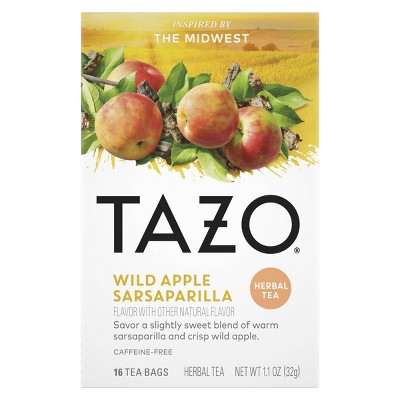 INSPIRED BY
THE MIDWEST
TAZO®
WILD APPLE
SARSAPARILLA
HERBAL
TEA
FLAVOR WITH OTHER NATURAL FLAVOR
Savor a slightly sweet blend of warm
sarsaparilla and crisp wild apple.
CAFFEINE-FREE
16 TEA BAGS HERBAL TEA NET WT 1.1 OZ (32g)